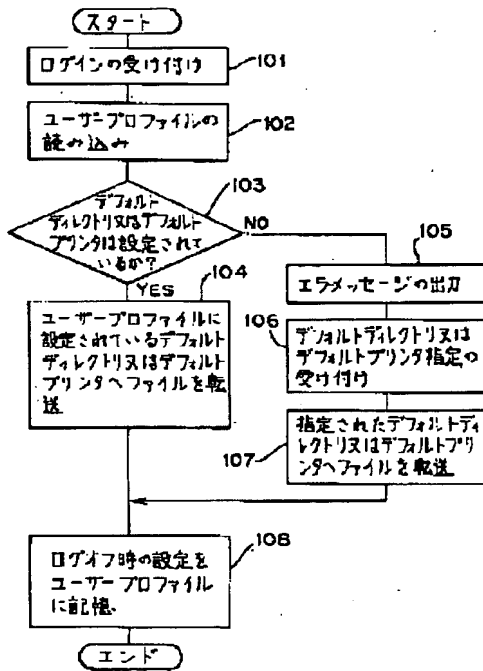 スタート
ログインの受け付け
101
ユーザープロファイルの
読み込み
102
デフォルト
ディレクトリ又はデフォルト
プリンタは設定されて
いるか?
103
NO
YES
104
ユーザープロファイルに
設定されているデフォルト
ディレクトリ又はデフォルト
プリンタへファイルを転
送
105
エラメッセージの出力
106
デフォルトディレクトリ又は
デフォルトプリンタ指定の
受け付け
指定されたデフォルトディ
レクトリ又はデフォルトプリ
ンタへファイルを転送
107
108
ログオフ時の設定を
ユーザープロファイル
に記憶、
エンド